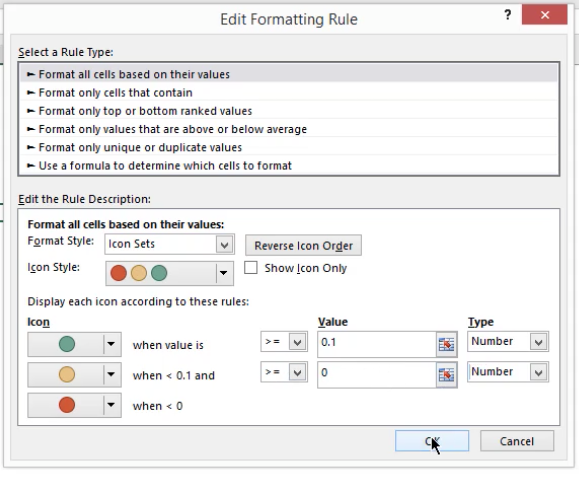 Edit Formatting Rule
?
Select a Rule Type:
► Format all cells based on their values
► Format only cells that contain
► Format only top or bottom ranked values
► Format only values that are above or below average
► Format only unique or duplicate values
► Use a formula to determine which cells to format
Edit the Rule Description:
Format all cells based on their values:
Format Style: Icon Sets Reverse Icon Order
Icon Style: Show Icon Only
Display each icon according to these rules:
Icon Value Type
when value is >= 0.1 Number
when < 0.1 and >= 0 Number
when < 0
OK Cancel